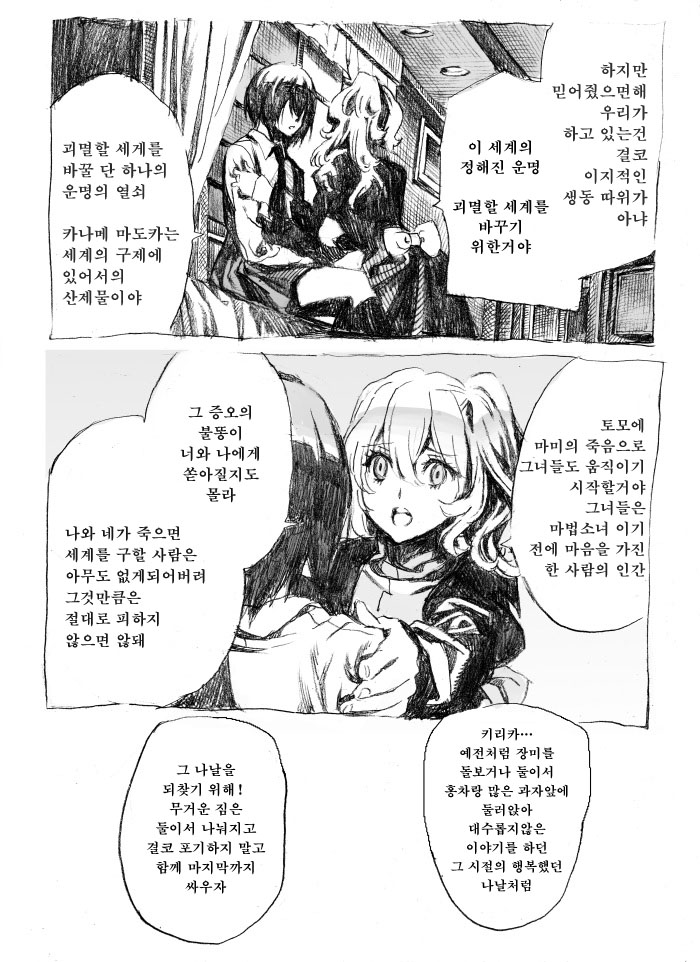 하지만
믿어줬으면해
우리가
하고 있는건
결코
이지적인
생동 따위가
아냐
이 세계의
정해진 운명
괴멸할 세계를
바꾸기
위한거야
괴멸할 세계를
바꿀 단 하나의
운명의 열쇠
카나메 마도카는
세계의 구제에
있어서의
산제물이야
토모에
마미의 죽음으로
그녀들도 움직이기
시작할거야
그녀들은
마법소녀 이기
전에 마음을 가진
한 사람의 인간
그 증오의
불똥이
너와 나에게
쏟아질지도
몰라
나와 네가 죽으면
세계를 구할 사람은
아무도 없게되어버려
그것만큼은
절대로 피하지
않으면 않돼
키리카…
예전처럼 장미를
돌보거나 둘이서
홍차랑 많은 과자앞에
둘러앉아
대수롭지않은
이야기를 하던
그 시절의 행복했던
나날처럼
그 나날을
되찾기 위해!
무거운 짐은
둘이서 나눠지고
결코 포기하지 말고
함께 마지막까지
싸우자